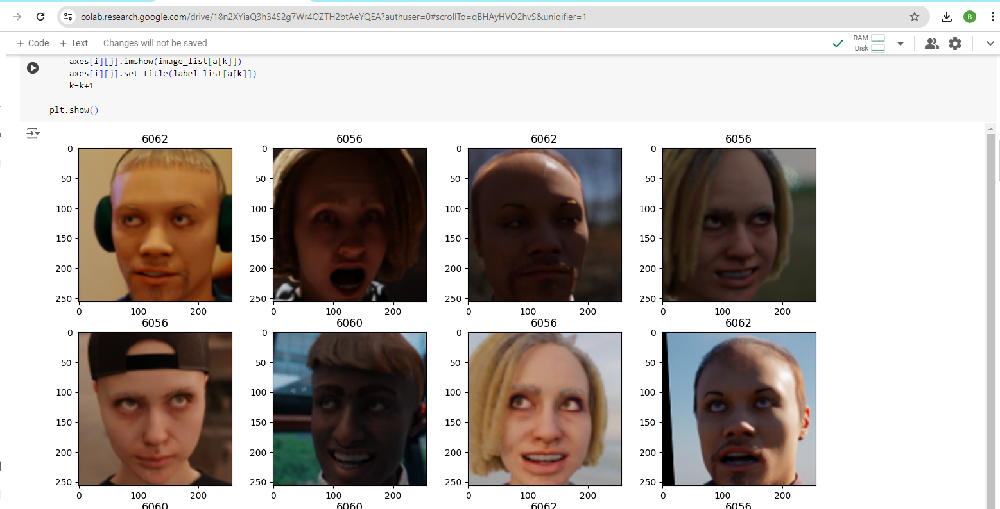 colab.research.google.com/drive/18n2XYiaQ3h34S2g7Wr4OZTH2btAeYQEA?authuser=0#scrollTo=qBHAyHVO2hvS&uniqifier=1
B
+ Code + Text Changes will not be saved
RAM
Disk
axes[i][j].imshow(image_list[a[k]])
axes[i][j].set_title(label_list[a[k]])
k=k+1
plt.show()
6062 6056 6062 6056
0 0 0 0
50 50 50 50
100 100 100 100
150 150 150 150
200 200 200 200
250 250 250 250
0 100 200 0 100 200 0 100 200 0 100 200
6056 6060 6056 6062
0 0 0 0
50 50 50 50
100 100 100 100
150 150 150 150
200 200 200 200
250 250 250 250
0 100 200 0 100 200 0 100 200 0 100 200
6060 6060 6062 6056